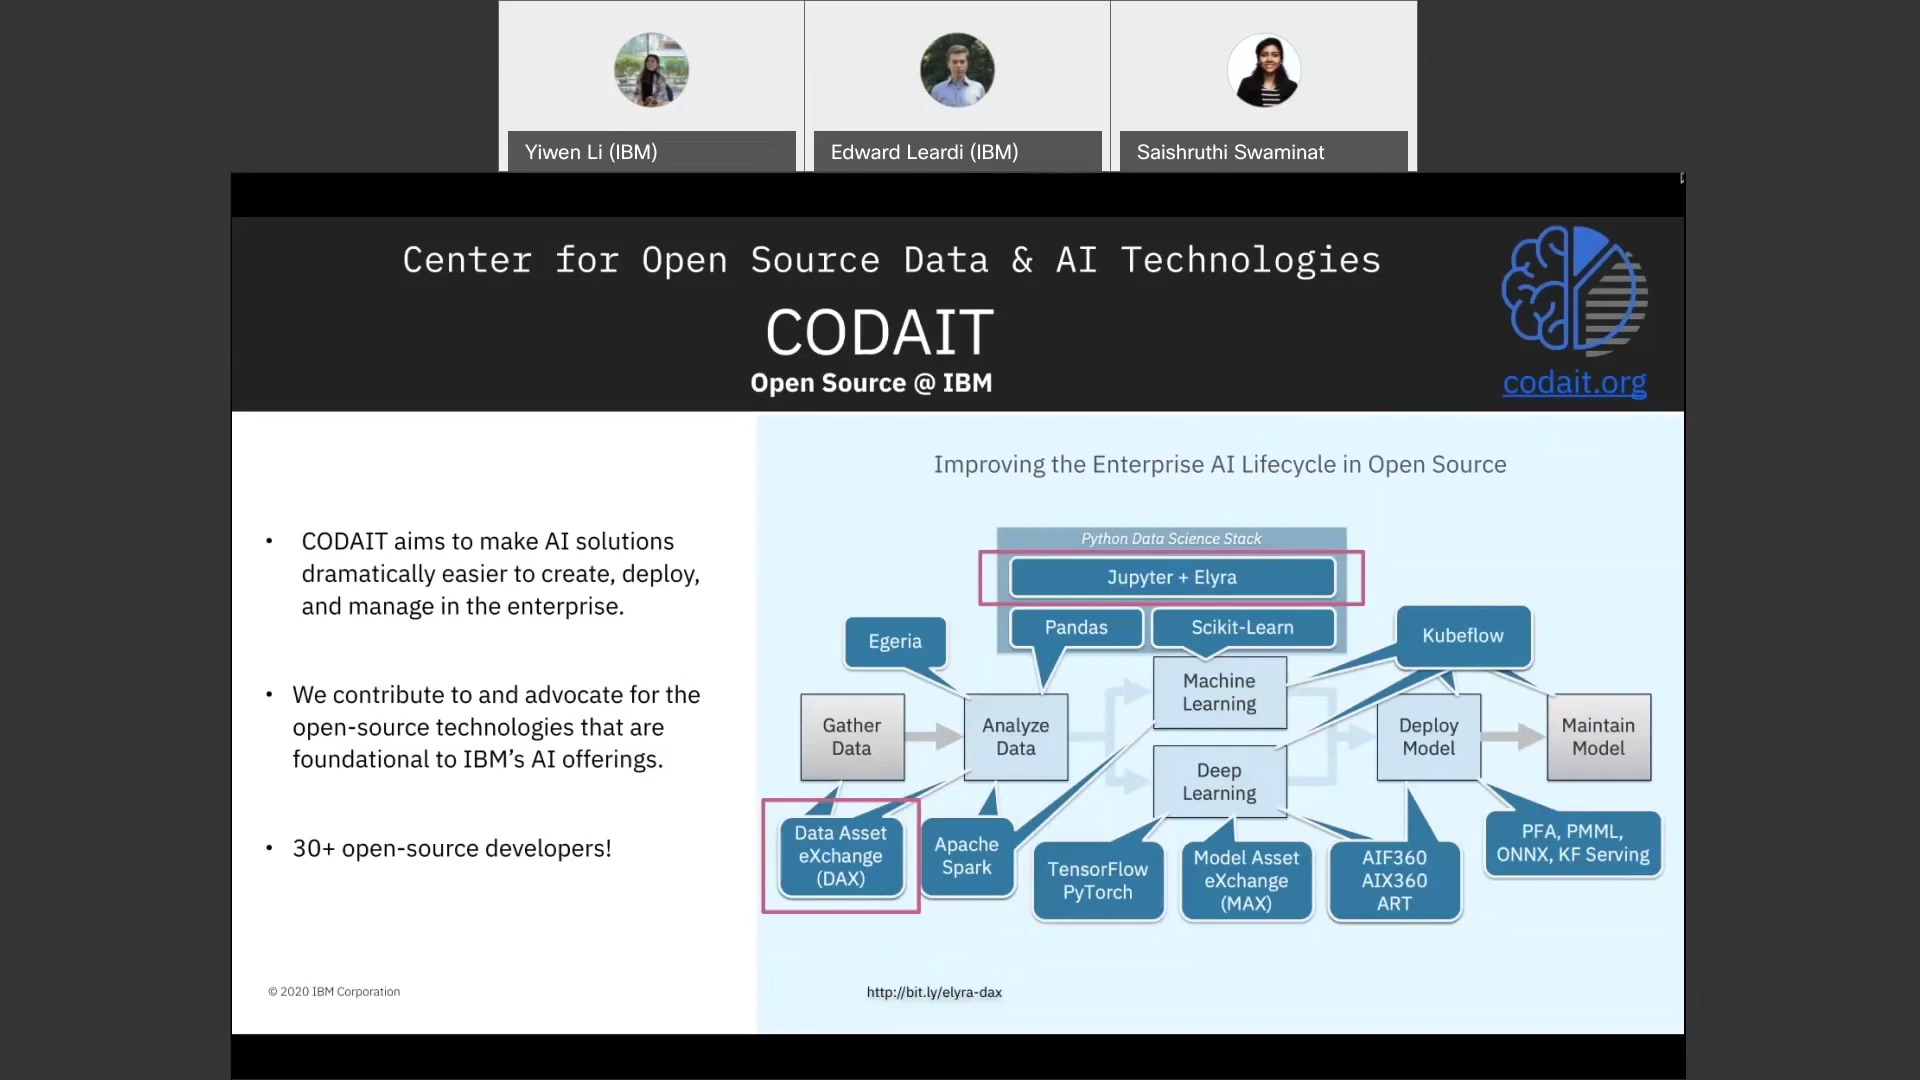 Yiwen Li (IBM)
Edward Leardi (IBM)
Saishruthi Swaminat
Center for Open Source Data & AI Technologies
CODAIT
Open Source @ IBM
codait.org
• CODAIT aims to make AI solutions
dramatically easier to create, deploy,
and manage in the enterprise.
• We contribute to and advocate for the
open-source technologies that are
foundational to IBM’s AI offerings.
• 30+ open-source developers!
© 2020 IBM Corporation
Improving the Enterprise AI Lifecycle in Open Source
Python Data Science Stack
Jupyter + Elyra
Pandas
Scikit-Learn
Egeria
Kubeflow
Gather
Data
Analyze
Data
Machine
Learning
Deep
Learning
Deploy
Model
Maintain
Model
Data Asset
eXchange
(DAX)
Apache
Spark
TensorFlow
PyTorch
Model Asset
eXchange
(MAX)
AIF360
AIX360
ART
PFA, PMML,
ONNX, KF Serving
http://bit.ly/elyra-dax